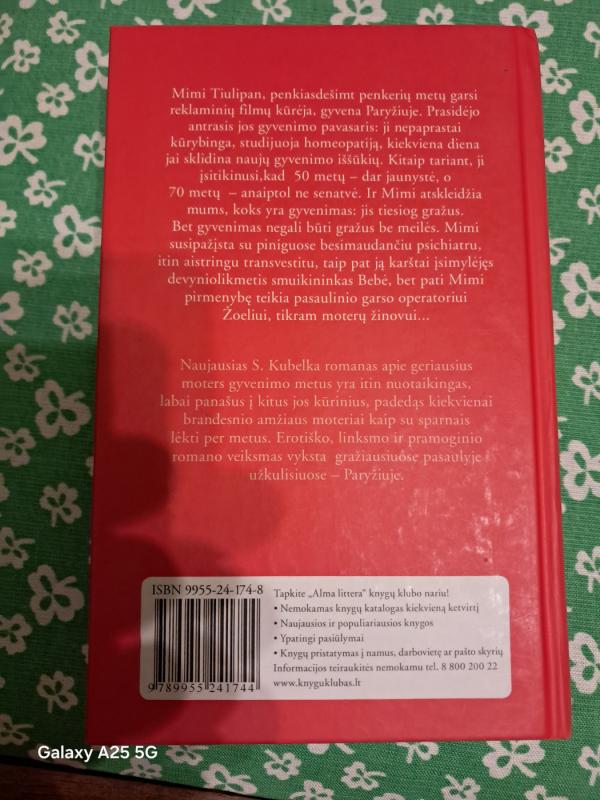 Mimi Tiulipan, penkiasdešimt penkerių metų garsi
reklaminių filmų kūrėja, gyvena Paryžiuje. Prasidėjo
antrasis jos gyvenimo pavasaris: ji nepaprastai
kūrybinga, studijuoja homeopatiją, kiekviena diena
jai sklidina naujų gyvenimo iššūkių. Kitaip tariant, ji
įsitikinusi,kad 50 metų – dar jaunystė, o
70 metų – anaiptol ne senatvė. Ir Mimi atskleidžia
mums, koks yra gyvenimas: jis tiesiog gražus.
Bet gyvenimas negali būti gražus be meilės. Mimi
susipažįsta su piniguose besimaudančiu psichiatru,
itin aistringu transvestitu, taip pat ją karštai įsimylėjęs
devyniolikmetis smuikininkas Bebė, bet pati Mimi
pirmenybę teikia pasaulinio garso operatoriui
Žoeliui, tikram moterų žinovui...
Naujausias S. Kubelka romanas apie geriausius
moters gyvenimo metus yra itin nuotaikingas,
labai panašus į kitus jos kūrinius, padedąs kiekvienai
brandesnio amžiaus moteriai kaip su sparnais
lėkti per metus. Erotiško, linksmo ir pramoginio
romano veiksmas vyksta gražiausiuose pasaulyje
užkulisiuose – Paryžiuje.
ISBN 9955-24-174-8
9 789955 241744
Tapkite „Alma littera" knygų klubo nariu!
• Nemokamas knygų katalogas kiekvieną ketvirtį
• Naujausios ir populiariausios knygos
• Ypatingi pasiūlymai
• Knygų pristatymas į namus, darbovietę ar pašto skyrių
Informacijos teiraukitės nemokamu tel. 8 800 200 22
www.knyguklubas.lt
Galaxy A25 5G